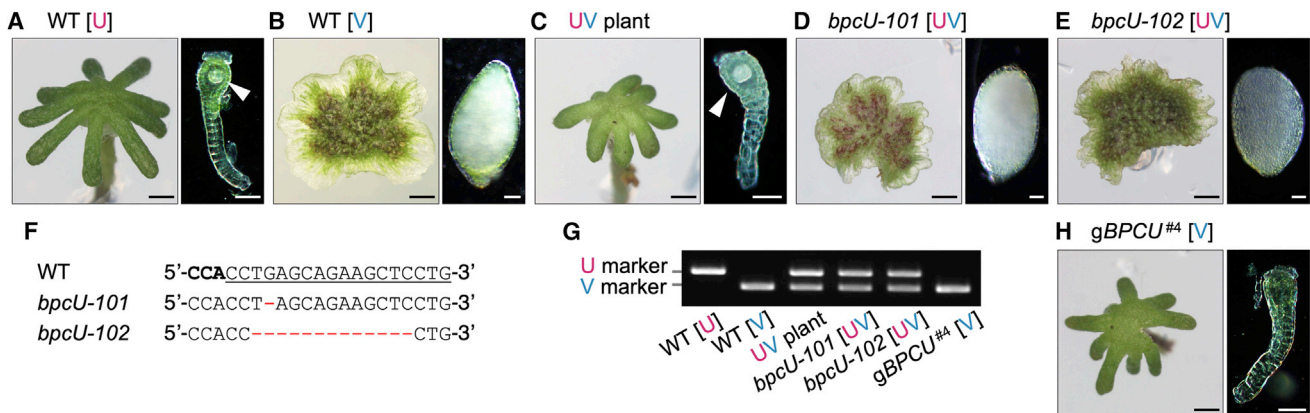 A WT [U]
B WT [V]
C UV plant
D bpcU-101 [UV]
E bpcU-102 [UV]
F
WT 5’-CCACCTGAGCAGAAGCTCCTG-3’
bpcU-101 5’-CCACCT-AGCAGAAGCTCCTG-3’
bpcU-102 5’-CCACC-------------CTG-3’
G
U marker
V marker
WT [U]
WT [V]
UV plant
bpcU-101 [UV]
bpcU-102 [UV]
gBPCU#4 [V]
H gBPCU#4 [V]